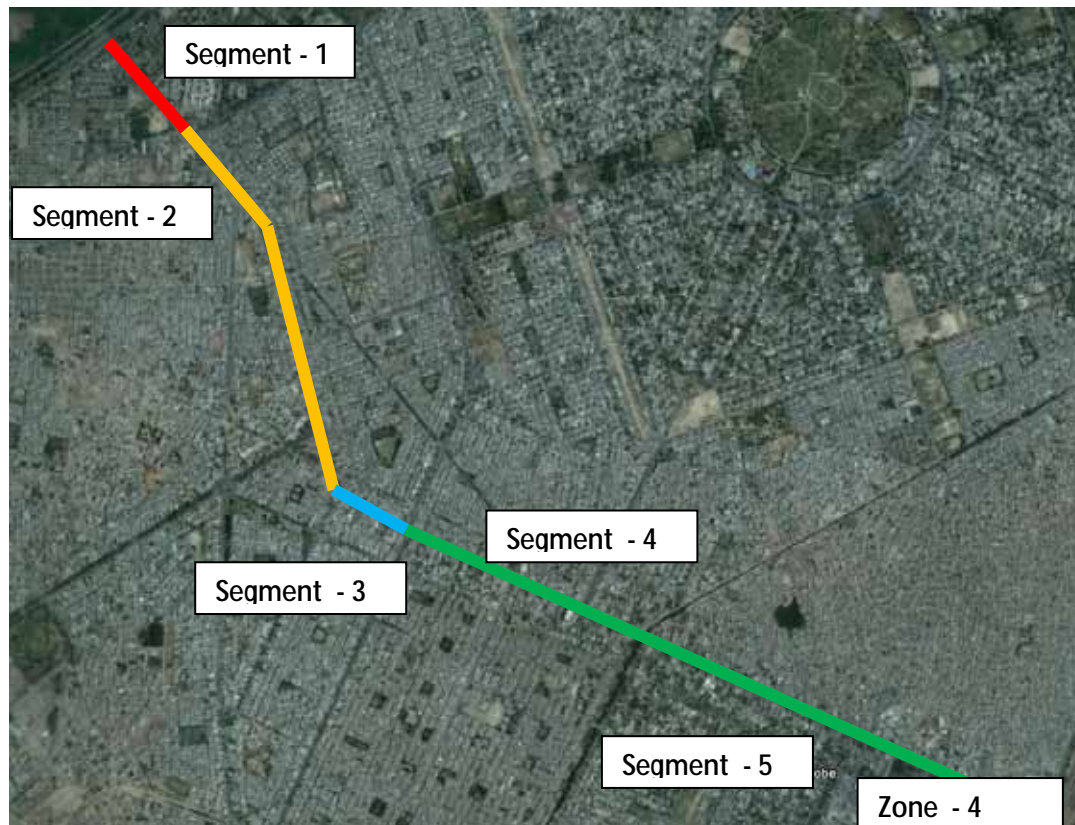 Segment - 1
Segment - 2
Segment - 4
Segment - 3
Segment - 5
Zone - 4